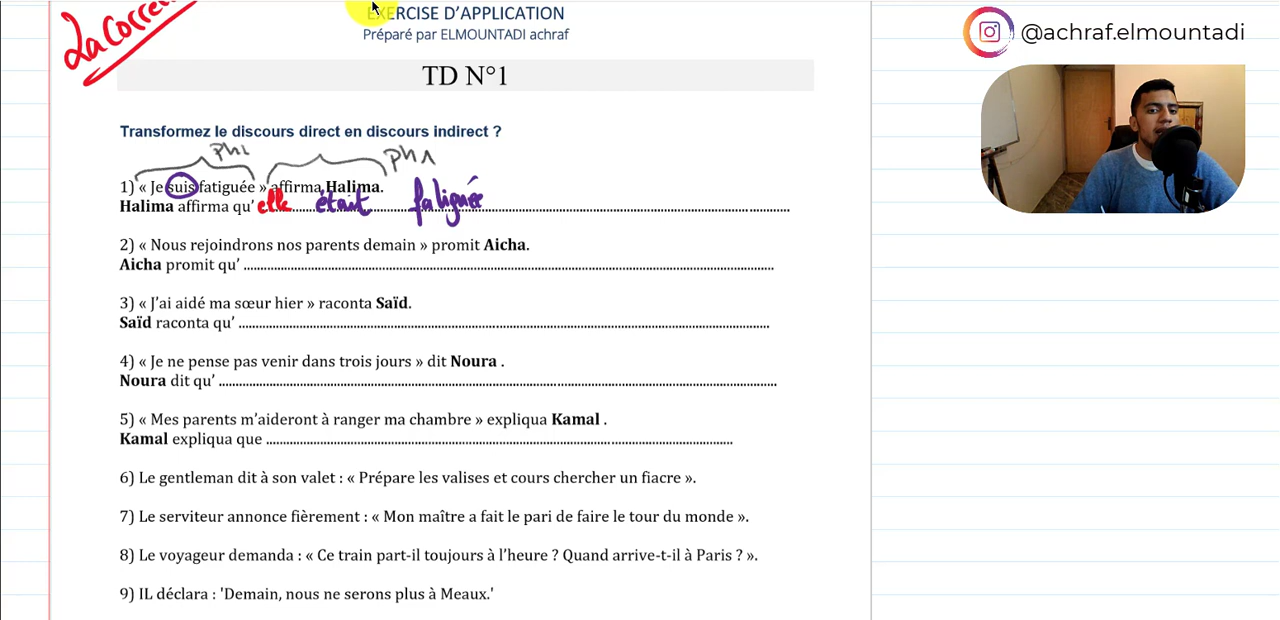 La Correc
EXERCISE D'APPLICATION
@achraf.elmountadi
Préparé par ELMOUNTADI achraf
TD N°1
Transformez le discours direct en discours indirect ?
ph2 ph1
1) « Je suis fatiguée » affirma Halima.
Halima affirma qu' elle était fatiguée
2) « Nous rejoindrons nos parents demain » promit Aicha.
Aicha promit qu' ........................................
3) « J'ai aidé ma sœur hier » raconta Saïd.
Saïd raconta qu' ........................................
4) « Je ne pense pas venir dans trois jours » dit Noura .
Noura dit qu' ........................................
5) « Mes parents m'aideront à ranger ma chambre » expliqua Kamal .
Kamal expliqua que ........................................
6) Le gentleman dit à son valet : « Prépare les valises et cours chercher un fiacre ».
7) Le serviteur annonce fièrement : « Mon maître a fait le pari de faire le tour du monde ».
8) Le voyageur demanda : « Ce train part-il toujours à l'heure ? Quand arrive-t-il à Paris ? ».
9) IL déclara : 'Demain, nous ne serons plus à Meaux.'